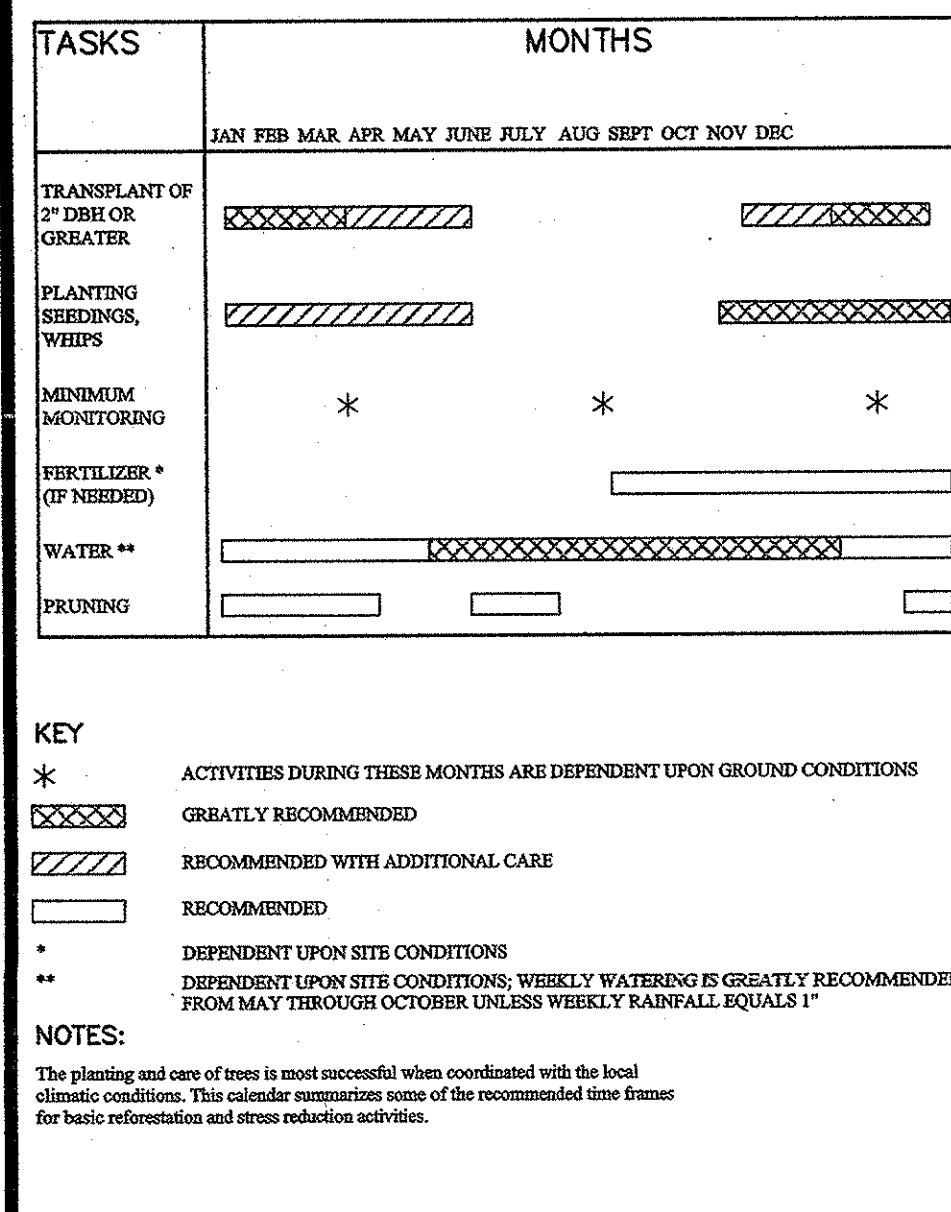 TASKS
MONTHS
JAN FEB MAR APR MAY JUNE JULY AUG SEPT OCT NOV DEC
TRANSPLANT OF
2" DBH OR
GREATER
PLANTING
SEEDINGS,
WHIPS
MINIMUM
MONITORING
FERTILIZER *
(IF NEEDED)
WATER **
PRUNING
KEY
* ACTIVITIES DURING THESE MONTHS ARE DEPENDENT UPON GROUND CONDITIONS
GREATLY RECOMMENDED
RECOMMENDED WITH ADDITIONAL CARE
RECOMMENDED
* DEPENDENT UPON SITE CONDITIONS
** DEPENDENT UPON SITE CONDITIONS; WEEKLY WATERING IS GREATLY RECOMMENDE
FROM MAY THROUGH OCTOBER UNLESS WEEKLY RAINFALL EQUALS 1"
NOTES:
The planting and care of trees is most successful when coordinated with the local
climatic conditions. This calendar summarizes some of the recommended time frames
for basic reforestation and stress reduction activities.